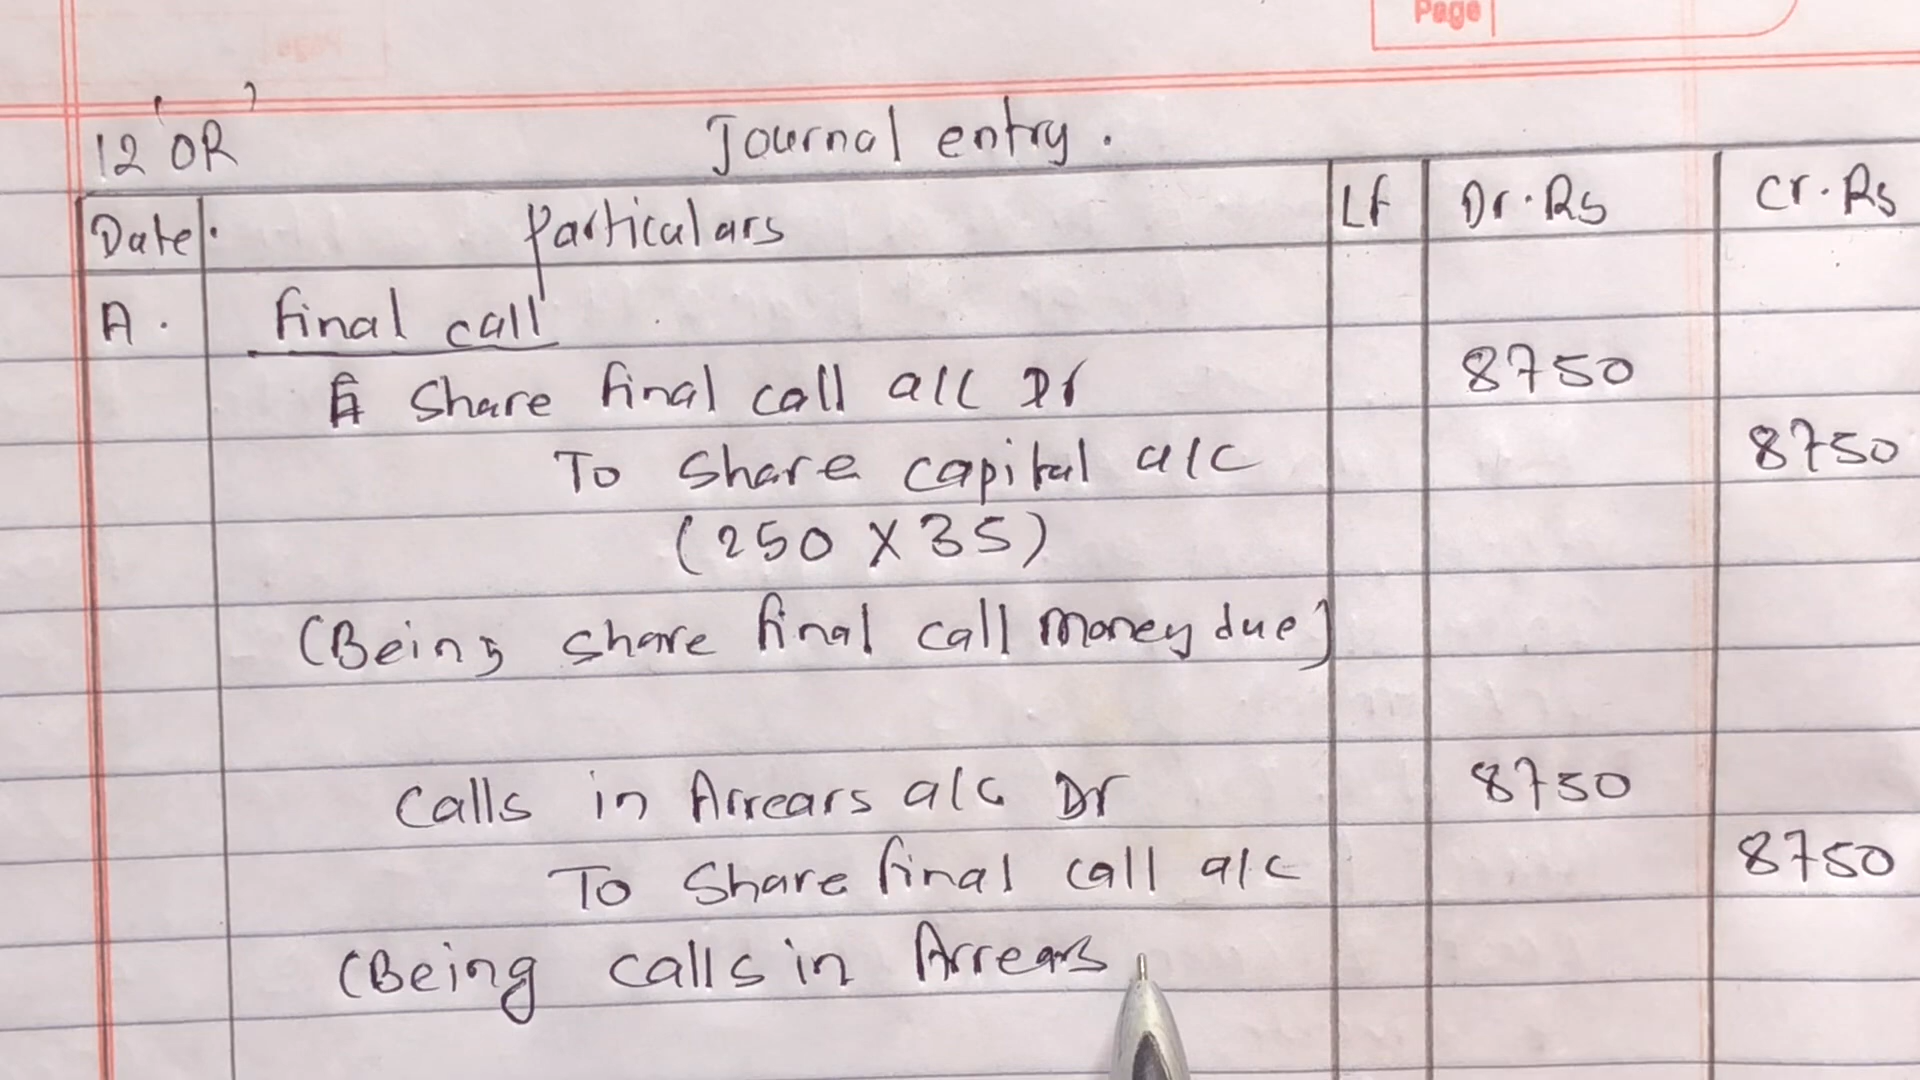 Page
12 'OR' Journal entry.
Date. Particulars Lf Dr. Rs Cr. Rs
A. Final call
Share final call a/c Dr 8750
To Share capital a/c 8750
(250 X 35)
(Being share final call money due)
Calls in Arrears a/c Dr 8750
To Share final call a/c 8750
(Being calls in Arrears